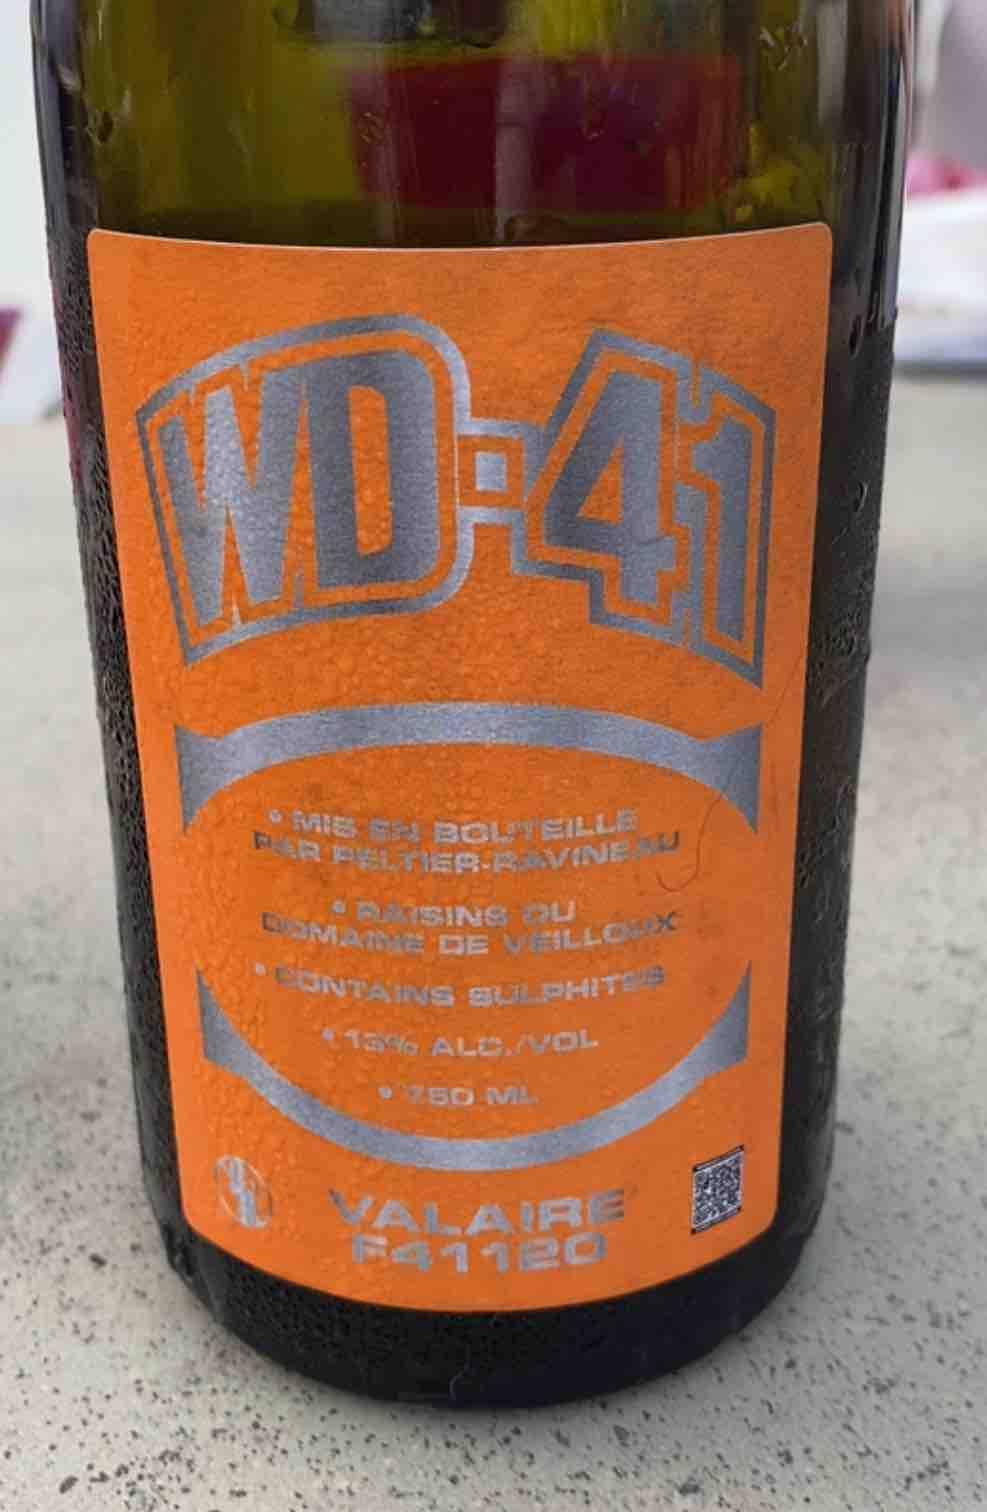 WD-41
• MIS EN BOUTEILLE
PAR PELTIER-RAVINEAU
• RAISINS DU
DOMAINE DE VEILLOUX
• CONTAINS SULPHITES
• 13% ALC./VOL
• 750 ML
VALAIRE
F41120